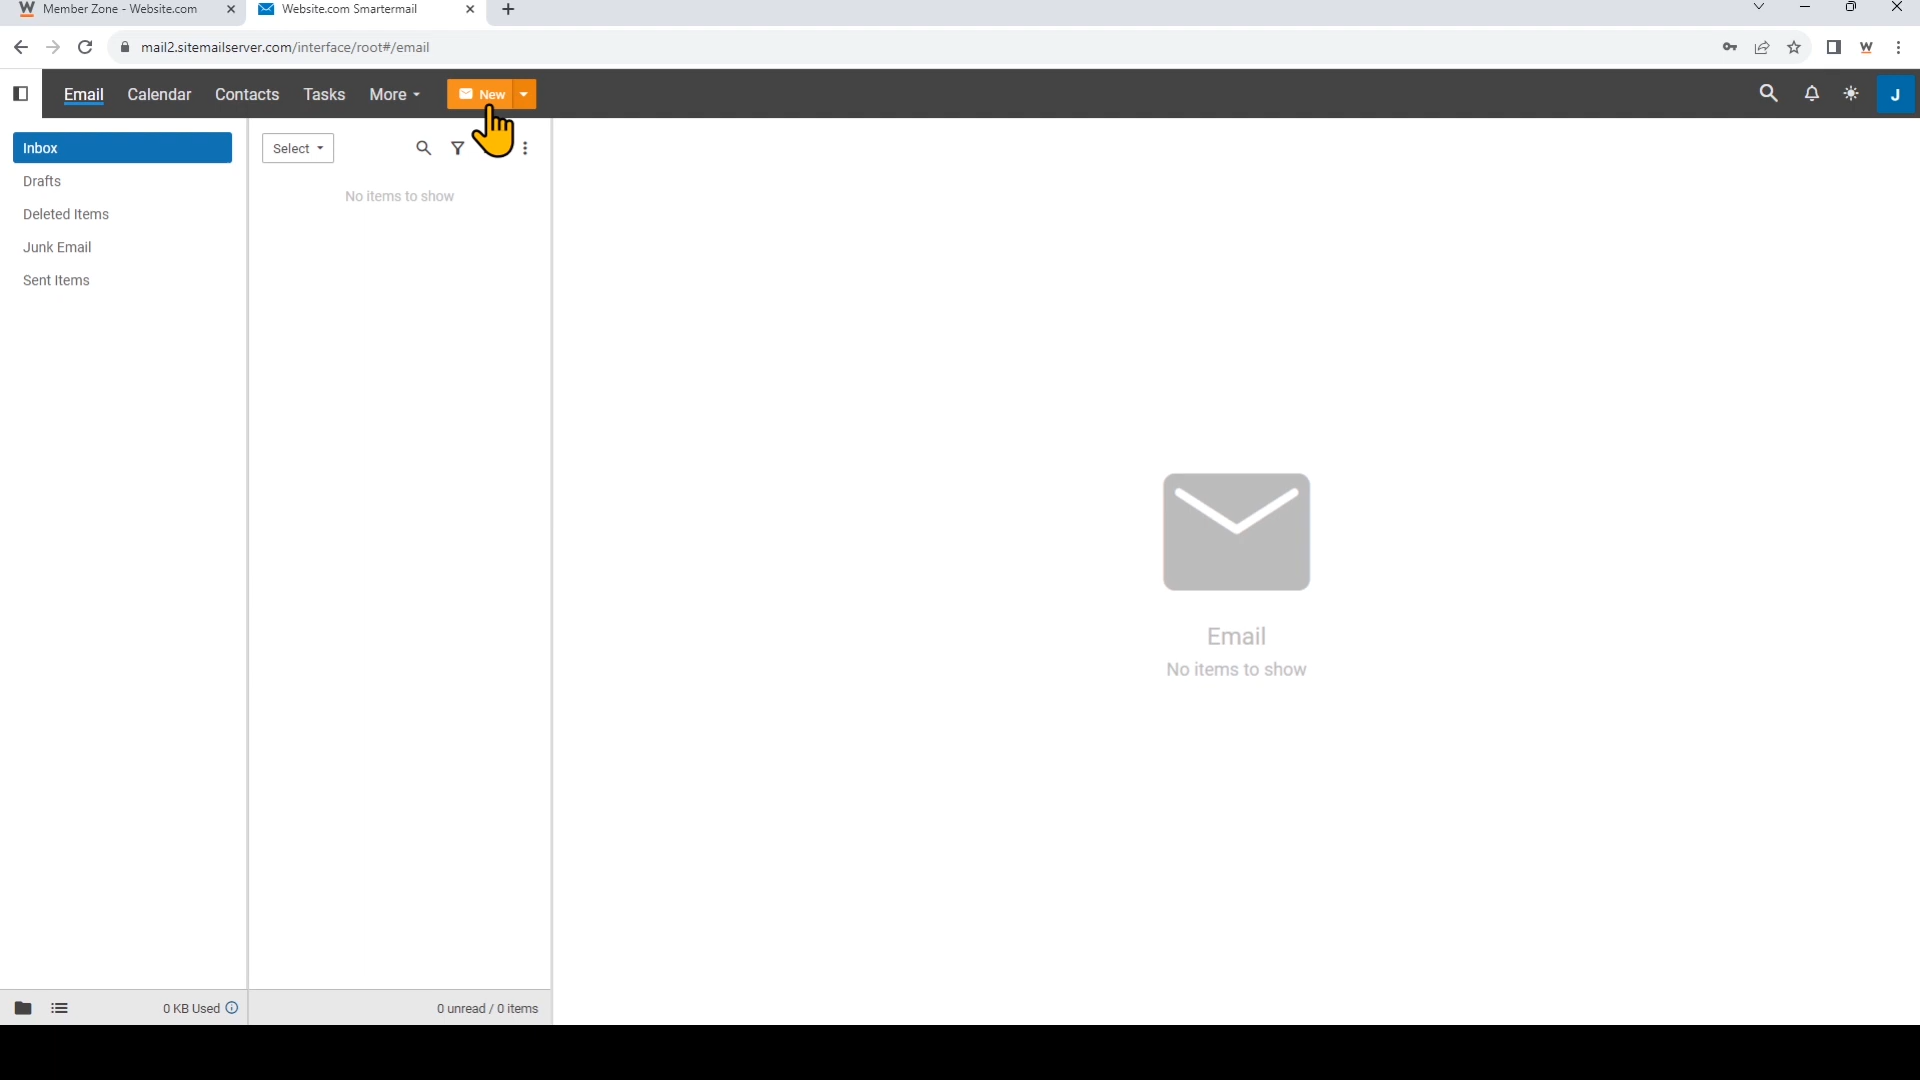 W Member Zone - Website.com
Website.com Smartermail
mail2.sitemailserver.com/interface/root#/email
W
Email Calendar Contacts Tasks More New
J
Inbox
Select
No items to show
Drafts
Deleted Items
Junk Email
Sent Items
Email
No items to show
0 KB Used
0 unread / 0 items